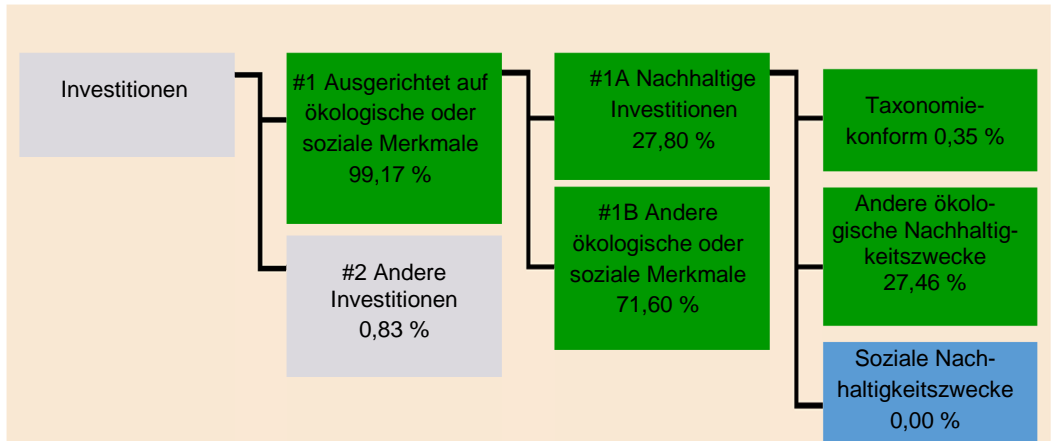 Investitionen
#1 Ausgerichtet auf
ökologische oder
soziale Merkmale
99,17 %
#2 Andere
Investitionen
0,83 %
#1A Nachhaltige
Investitionen
27,80 %
#1B Andere
ökologische oder
soziale Merkmale
71,60 %
Taxonomie-
konform 0,35 %
Andere ökolo-
gische Nachhaltig-
keitszwecke
27,46 %
Soziale Nach-
haltigkeitszwecke
0,00 %